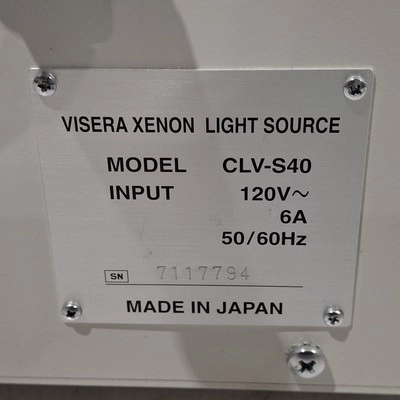 VISERA XENON LIGHT SOURCE
MODEL CLV-S40
INPUT 120V~
6A
50/60Hz
SN 7117794
MADE IN JAPAN